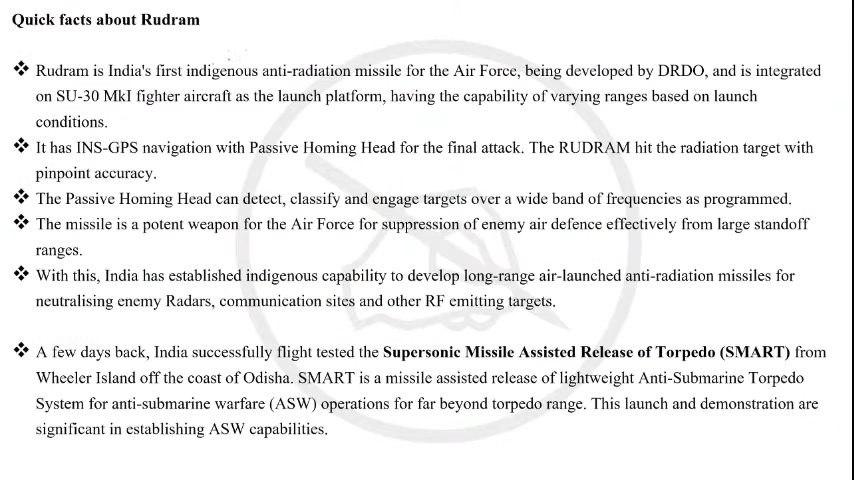 Quick facts about Rudram
❖ Rudram is India's first indigenous anti-radiation missile for the Air Force, being developed by DRDO, and is integrated
on SU-30 MkI fighter aircraft as the launch platform, having the capability of varying ranges based on launch
conditions.
❖ It has INS-GPS navigation with Passive Homing Head for the final attack. The RUDRAM hit the radiation target with
pinpoint accuracy.
❖ The Passive Homing Head can detect, classify and engage targets over a wide band of frequencies as programmed.
❖ The missile is a potent weapon for the Air Force for suppression of enemy air defence effectively from large standoff
ranges.
❖ With this, India has established indigenous capability to develop long-range air-launched anti-radiation missiles for
neutralising enemy Radars, communication sites and other RF emitting targets.
❖ A few days back, India successfully flight tested the Supersonic Missile Assisted Release of Torpedo (SMART) from
Wheeler Island off the coast of Odisha. SMART is a missile assisted release of lightweight Anti-Submarine Torpedo
System for anti-submarine warfare (ASW) operations for far beyond torpedo range. This launch and demonstration are
significant in establishing ASW capabilities.